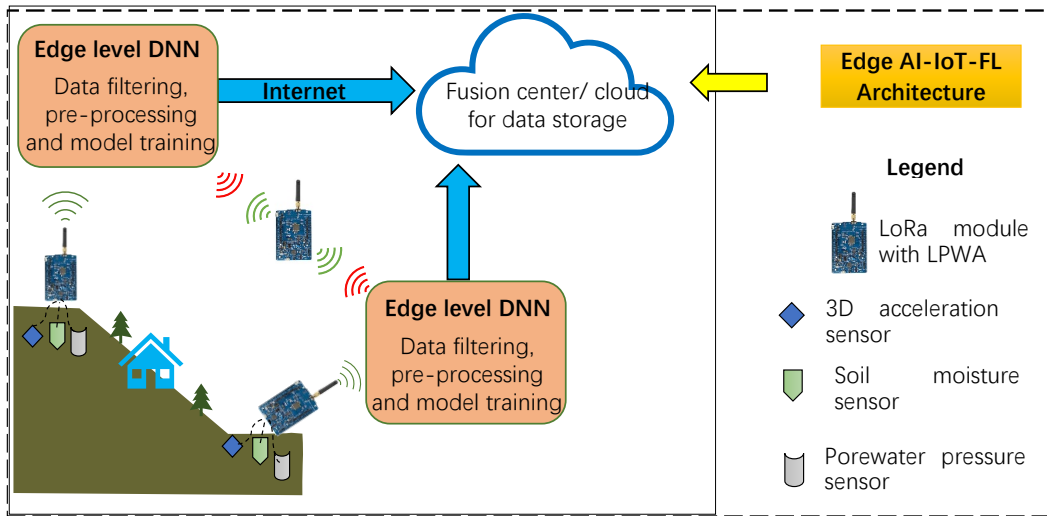 Edge level DNN
Data filtering,
pre-processing
and model training
Internet
Fusion center/ cloud
for data storage
Edge level DNN
Data filtering,
pre-processing
and model training
Edge AI-IoT-FL
Architecture
Legend
LoRa module
with LPWA
3D acceleration
sensor
Soil moisture
sensor
Porewater pressure
sensor